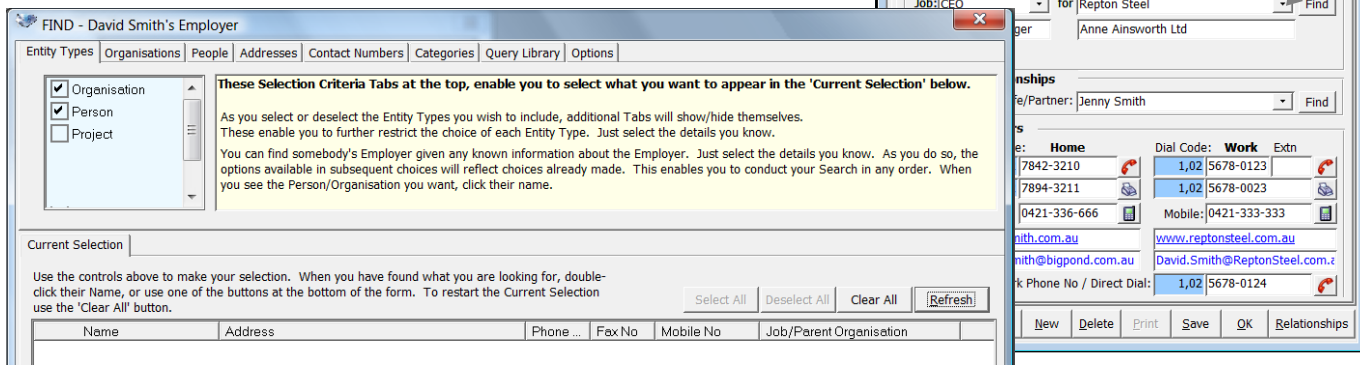 FIND - David Smith's Employer
Entity Types Organisations People Addresses Contact Numbers Categories Query Library Options
Organisation
Person
Project
These Selection Criteria Tabs at the top, enable you to select what you want to appear in the 'Current Selection' below.
As you select or deselect the Entity Types you wish to include, additional Tabs will show/hide themselves.
These enable you to further restrict the choice of each Entity Type. Just select the details you know.
You can find somebody's Employer given any known information about the Employer. Just select the details you know. As you do so, the
options available in subsequent choices will reflect choices already made. This enables you to conduct your Search in any order. When
you see the Person/Organisation you want, click their name.
Current Selection
Use the controls above to make your selection. When you have found what you are looking for, double-
click their Name, or use one of the buttons at the bottom of the form. To restart the Current Selection
use the 'Clear All' button.
Select All Deselect All Clear All Refresh
Name Address Phone ... Fax No Mobile No Job/Parent Organisation
Job: CEO for Repton Steel Find
ger Anne Ainsworth Ltd
nships
fe/Partner: Jenny Smith Find
rs
e: Home Dial Code: Work Extn
7842-3210 1,02 5678-0123
7894-3211 1,02 5678-0023
0421-336-666 Mobile: 0421-333-333
mith.com.au www.reptonsteel.com.au
mith@bigpond.com.au David.Smith@ReptonSteel.com.a
rk Phone No / Direct Dial: 1,02 5678-0124
New Delete Print Save OK Relationships